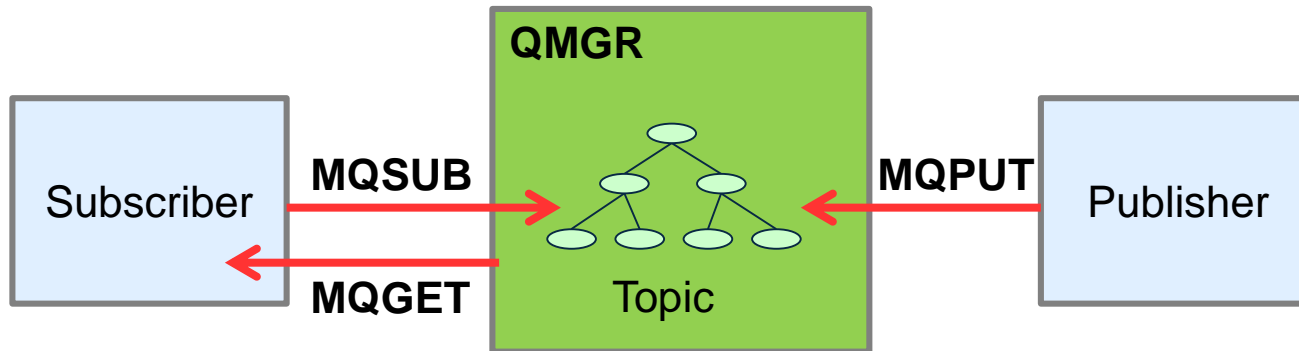 QMGR
Subscriber
MQSUB
MQGET
Topic
MQPUT
Publisher